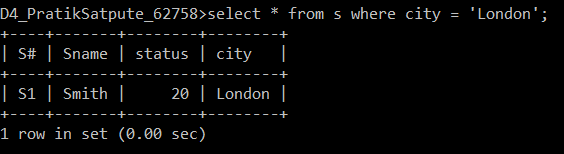 D4_PratikSatpute_62758>select * from s where city = 'London';
+----+-------+--------+--------+
| S# | Sname | status | city   |
+----+-------+--------+--------+
| S1 | Smith |     20 | London |
+----+-------+--------+--------+
1 row in set (0.00 sec)